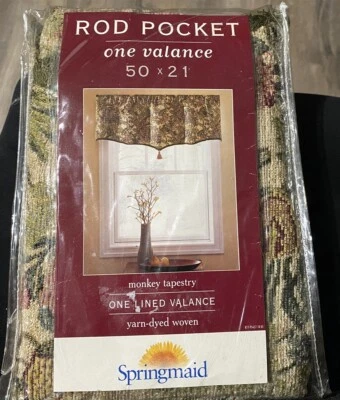 ROD POCKET
one valance
50 x 21
monkey tapestry
ONE LINED VALANCE
yarn-dyed woven
Springmaid